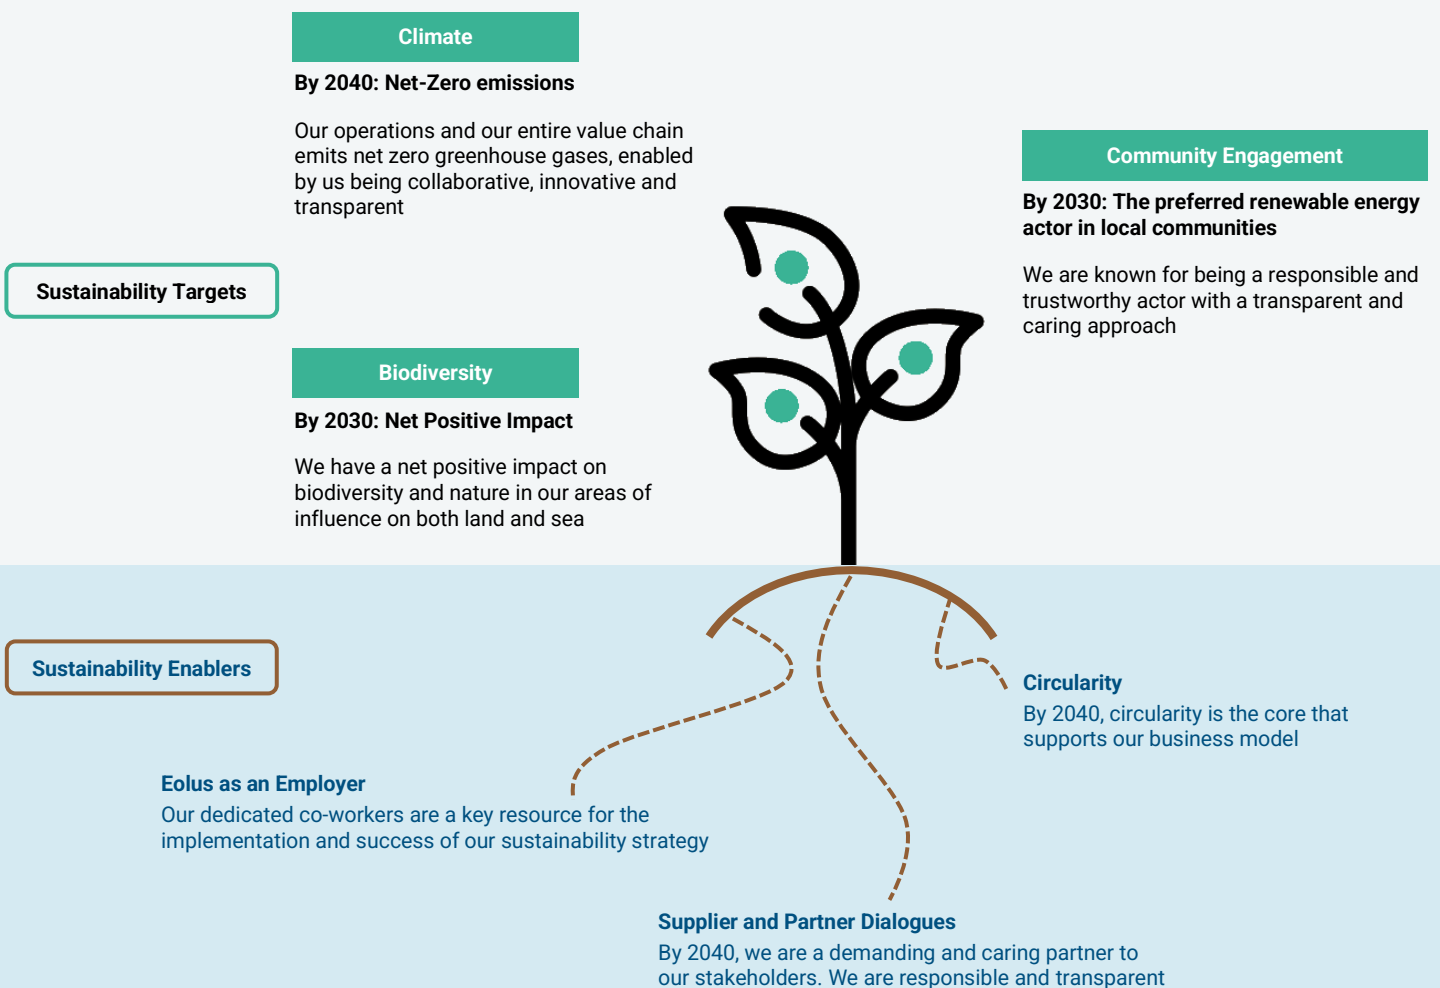 Climate
By 2040: Net-Zero emissions
Our operations and our entire value chain
emits net zero greenhouse gases, enabled
by us being collaborative, innovative and
transparent
Community Engagement
By 2030: The preferred renewable energy
actor in local communities
We are known for being a responsible and
trustworthy actor with a transparent and
caring approach
Sustainability Targets
Biodiversity
By 2030: Net Positive Impact
We have a net positive impact on
biodiversity and nature in our areas of
influence on both land and sea
Sustainability Enablers
Circularity
By 2040, circularity is the core that
supports our business model
Eolus as an Employer
Our dedicated co-workers are a key resource for the
implementation and success of our sustainability strategy
Supplier and Partner Dialogues
By 2040, we are a demanding and caring partner to
our stakeholders. We are responsible and transparent